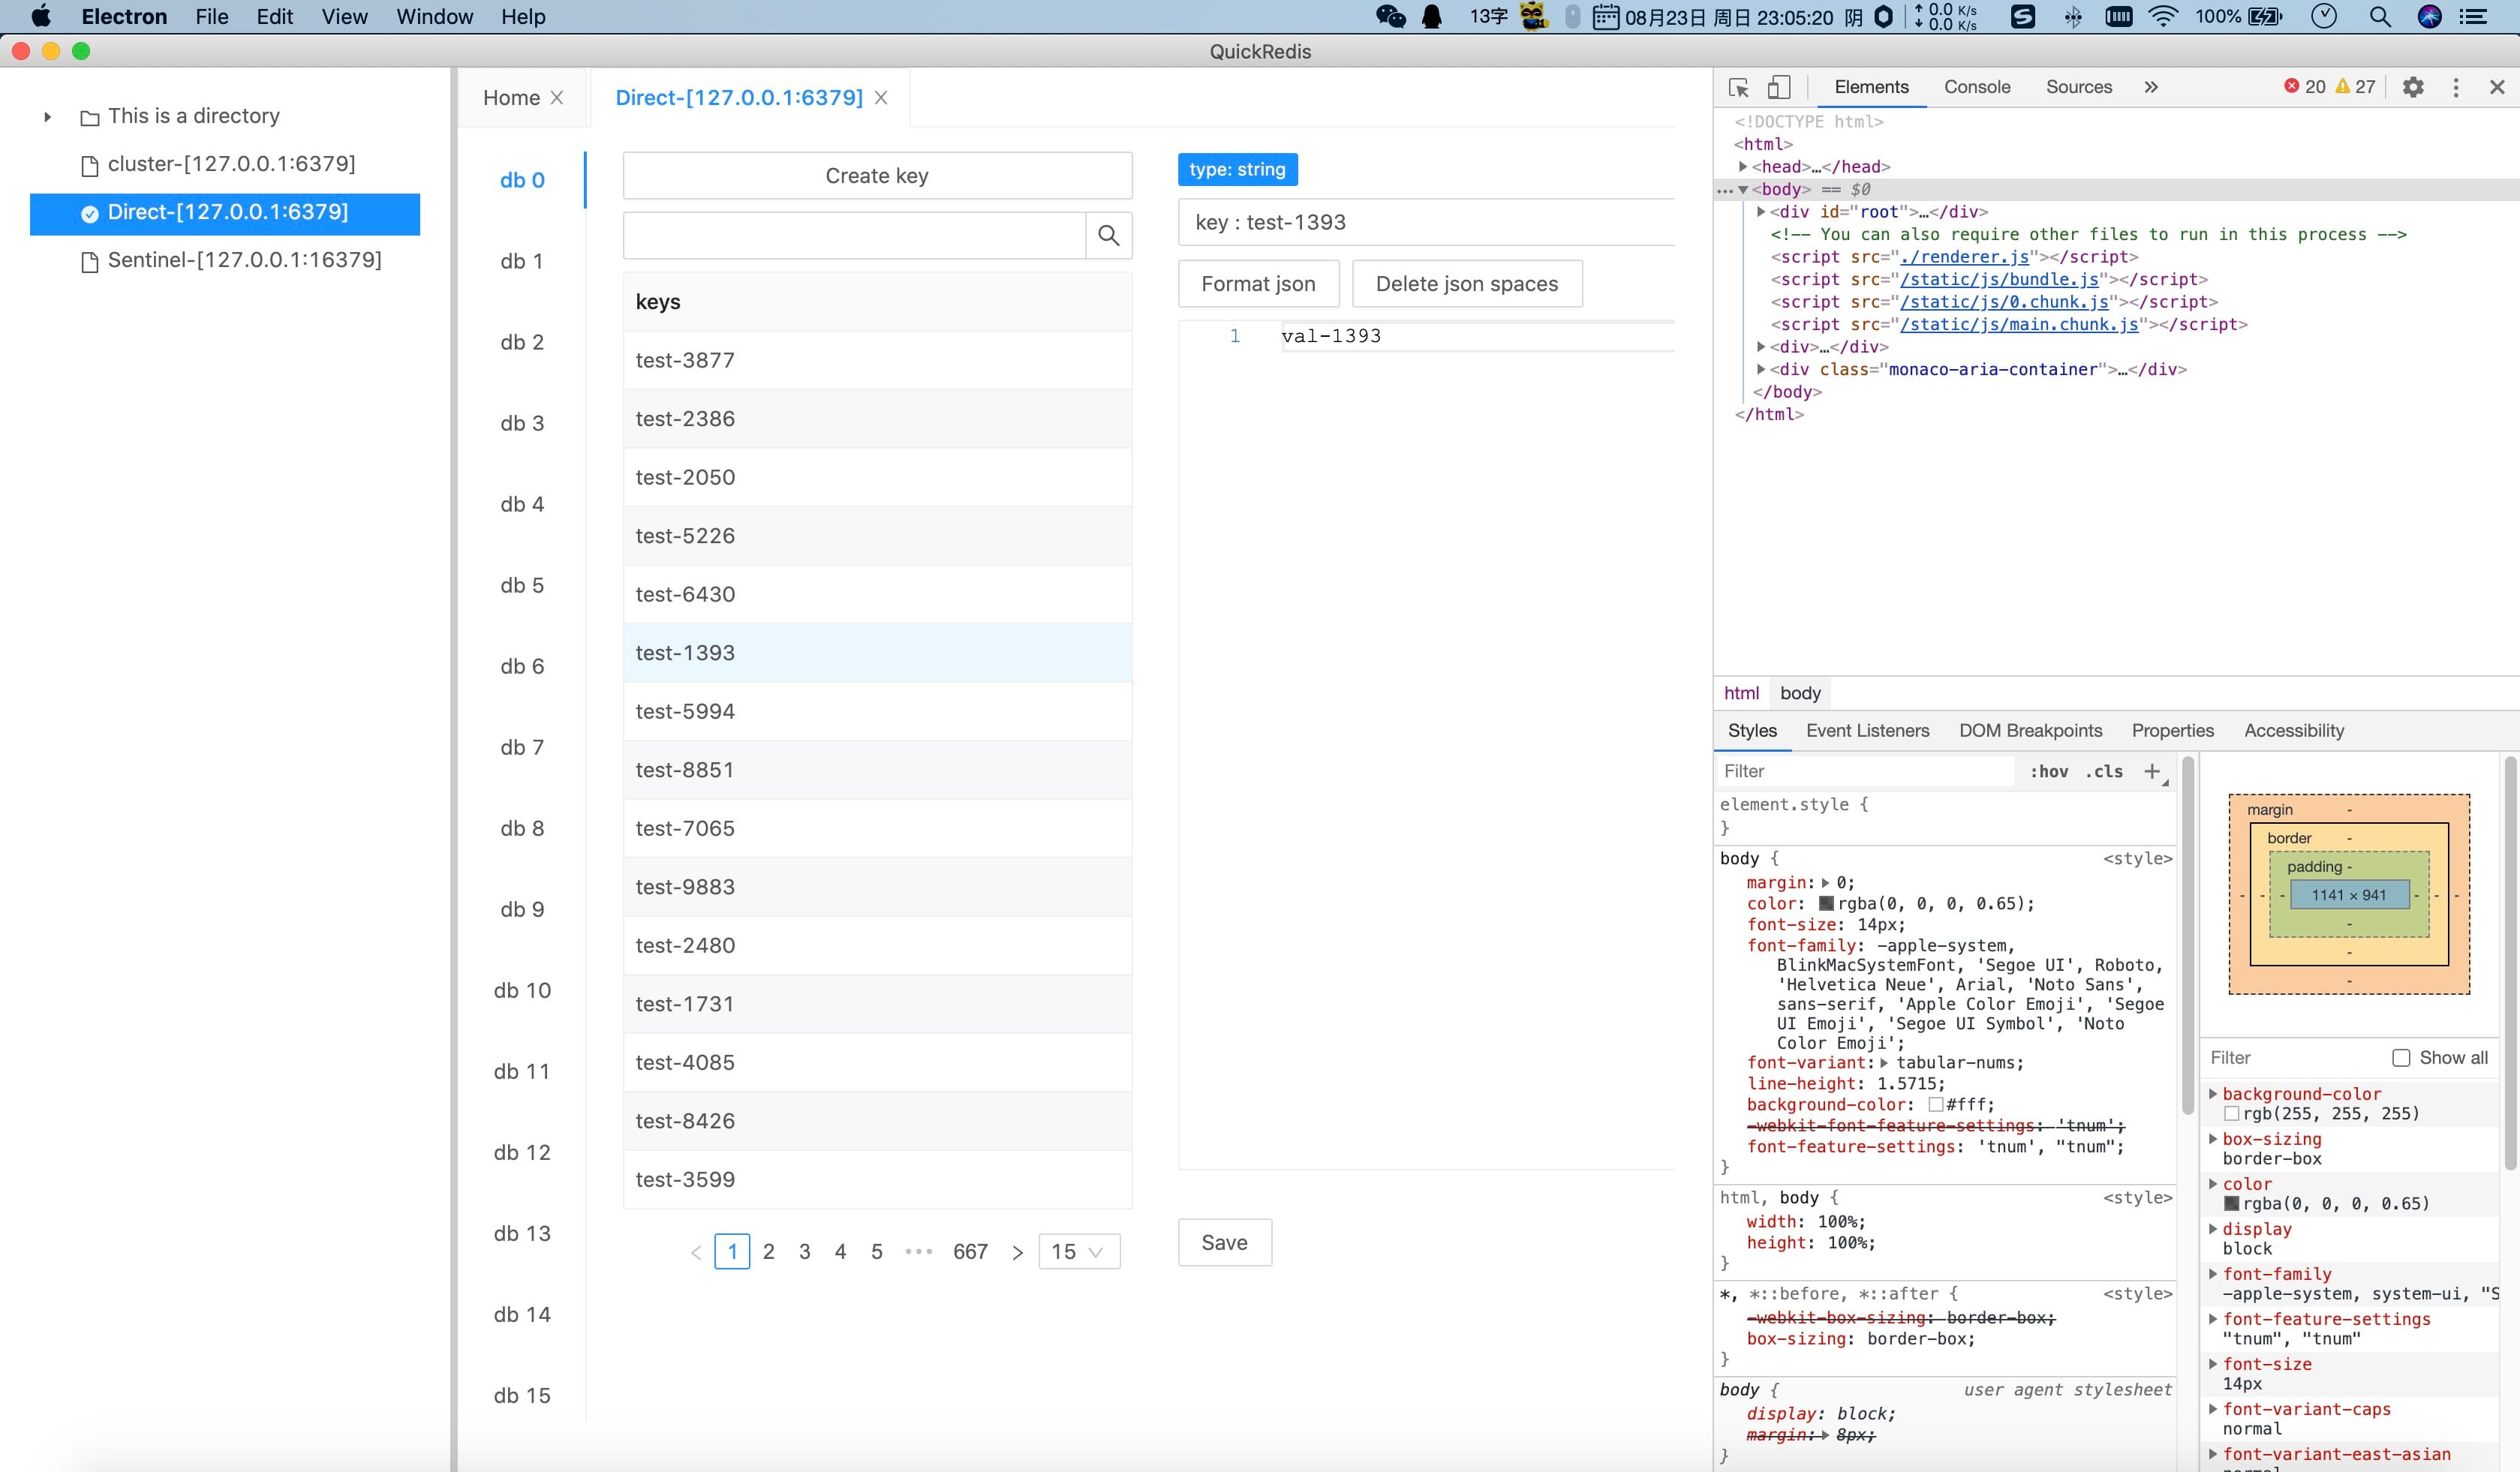 Electron File Edit View Window Help 13字 08月23日 周日 23:05:20 阴 0.0 K/s 0.0 K/s 100%
QuickRedis
This is a directory
cluster-[127.0.0.1:6379]
Direct-[127.0.0.1:6379]
Sentinel-[127.0.0.1:16379]
Home Direct-[127.0.0.1:6379]
db 0
db 1
db 2
db 3
db 4
db 5
db 6
db 7
db 8
db 9
db 10
db 11
db 12
db 13
db 14
db 15
Create key
keys
test-3877
test-2386
test-2050
test-5226
test-6430
test-1393
test-5994
test-8851
test-7065
test-9883
test-2480
test-1731
test-4085
test-8426
test-3599
< 1 2 3 4 5 ••• 667 > 15
type: string
key : test-1393
Format json Delete json spaces
1 val-1393
Save
Elements Console Sources » 20 27
<!DOCTYPE html>
<html>
<head>…</head>
… <body> == $0
<div id="root">…</div>
<!-- You can also require other files to run in this process -->
<script src="./renderer.js"></script>
<script src="/static/js/bundle.js"></script>
<script src="/static/js/0.chunk.js"></script>
<script src="/static/js/main.chunk.js"></script>
<div>…</div>
<div class="monaco-aria-container">…</div>
</body>
</html>
html body
Styles Event Listeners DOM Breakpoints Properties Accessibility
Filter :hov .cls +
element.style {
}
body { <style>
margin: 0;
color: rgba(0, 0, 0, 0.65);
font-size: 14px;
font-family: -apple-system,
BlinkMacSystemFont, 'Segoe UI', Roboto,
'Helvetica Neue', Arial, 'Noto Sans',
sans-serif, 'Apple Color Emoji', 'Segoe
UI Emoji', 'Segoe UI Symbol', 'Noto
Color Emoji';
font-variant: tabular-nums;
line-height: 1.5715;
background-color: #fff;
-webkit-font-feature-settings: 'tnum';
font-feature-settings: 'tnum', "tnum";
}
html, body { <style>
width: 100%;
height: 100%;
}
*, *::before, *::after { <style>
-webkit-box-sizing: border-box;
box-sizing: border-box;
}
body { user agent stylesheet
display: block;
margin: 8px;
}
margin -
border -
padding -
- - - 1141 × 941 - - -
-
-
-
Filter Show all
background-color
rgb(255, 255, 255)
box-sizing
border-box
color
rgba(0, 0, 0, 0.65)
display
block
font-family
-apple-system, system-ui, "S
font-feature-settings
"tnum", "tnum"
font-size
14px
font-variant-caps
normal
font-variant-east-asian